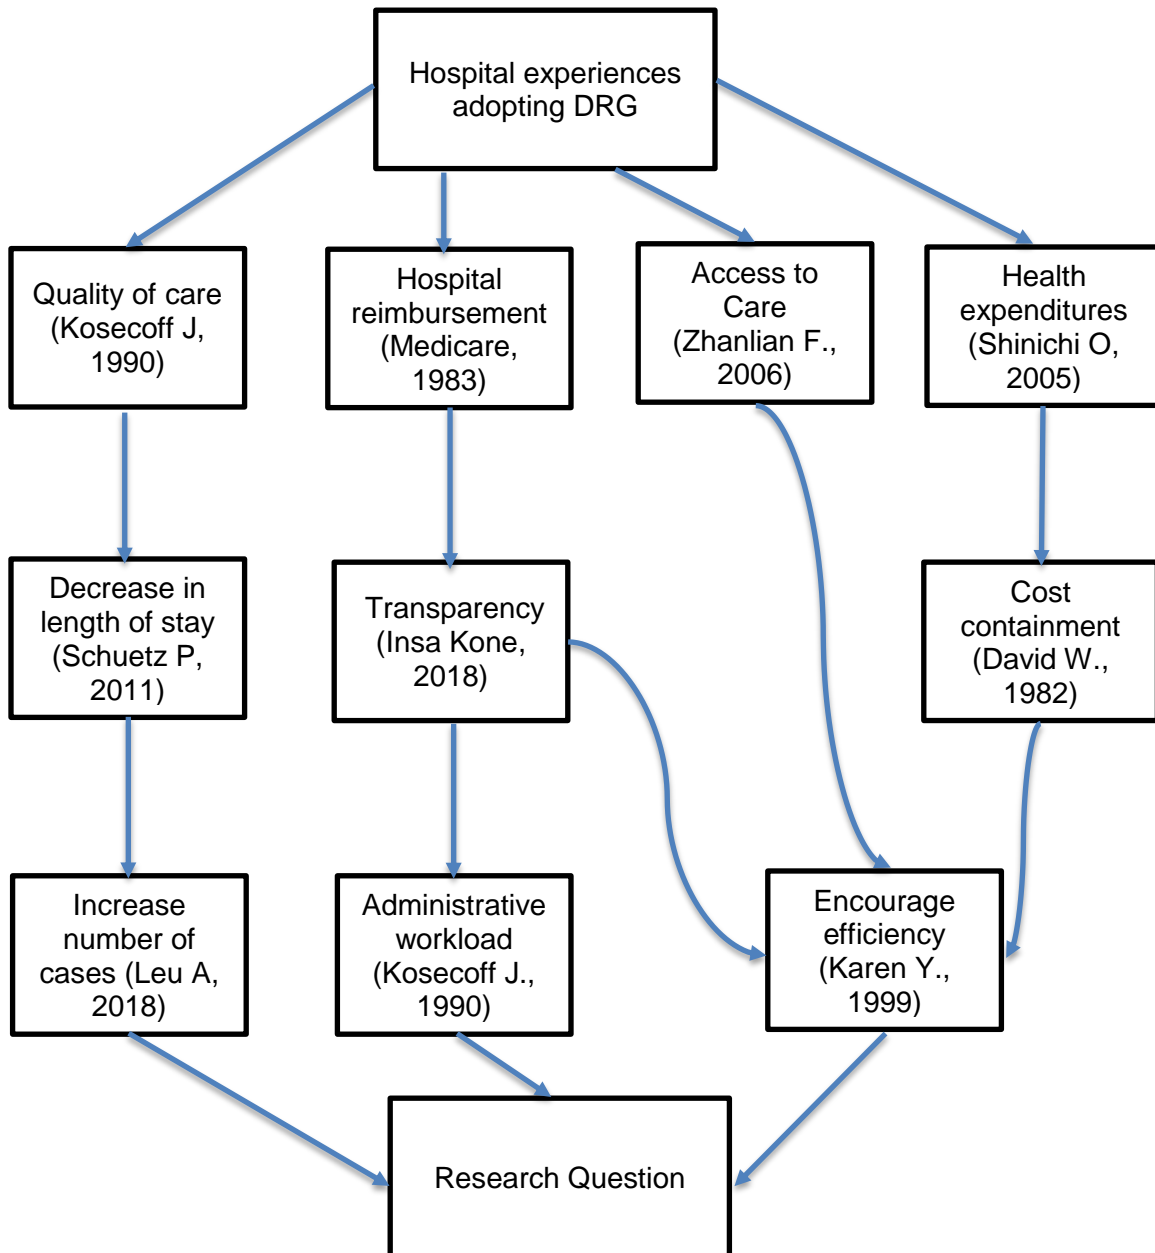 Hospital experiences
adopting DRG
Quality of care
(Kosecoff J,
1990)
Hospital
reimbursement
(Medicare,
1983)
Access to
Care
(Zhanlian F.,
2006)
Health
expenditures
(Shinichi O,
2005)
Decrease in
length of stay
(Schuetz P,
2011)
Transparency
(Insa Kone,
2018)
Cost
containment
(David W.,
1982)
Increase
number of
cases (Leu A,
2018)
Administrative
workload
(Kosecoff J.,
1990)
Encourage
efficiency
(Karen Y.,
1999)
Research Question